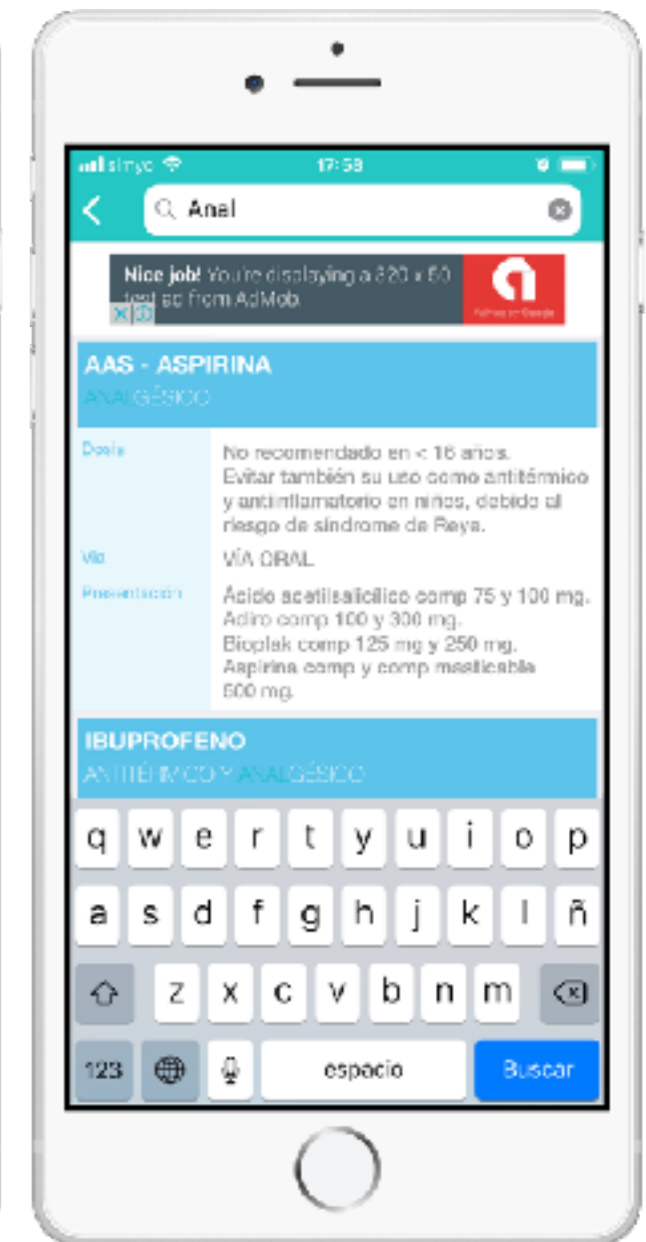 simyo 17:58
Anal
Nice job! You're displaying a 320 x 50
test ad from AdMob.
AAS - ASPIRINA
ANALGÉSICO
Dosis No recomendado en < 16 años.
Evitar también su uso como antitérmico
y antiinflamatorio en niños, debido al
riesgo de síndrome de Reye.
Vía VÍA ORAL
Presentación Ácido acetilsalicílico comp 75 y 100 mg.
Adiro comp 100 y 300 mg.
Bioplak comp 125 mg y 250 mg.
Aspirina comp y comp masticable
500 mg.
IBUPROFENO
ANTITÉRMICO Y ANALGÉSICO
q w e r t y u i o p
a s d f g h j k l ñ
z x c v b n m
123 espacio Buscar